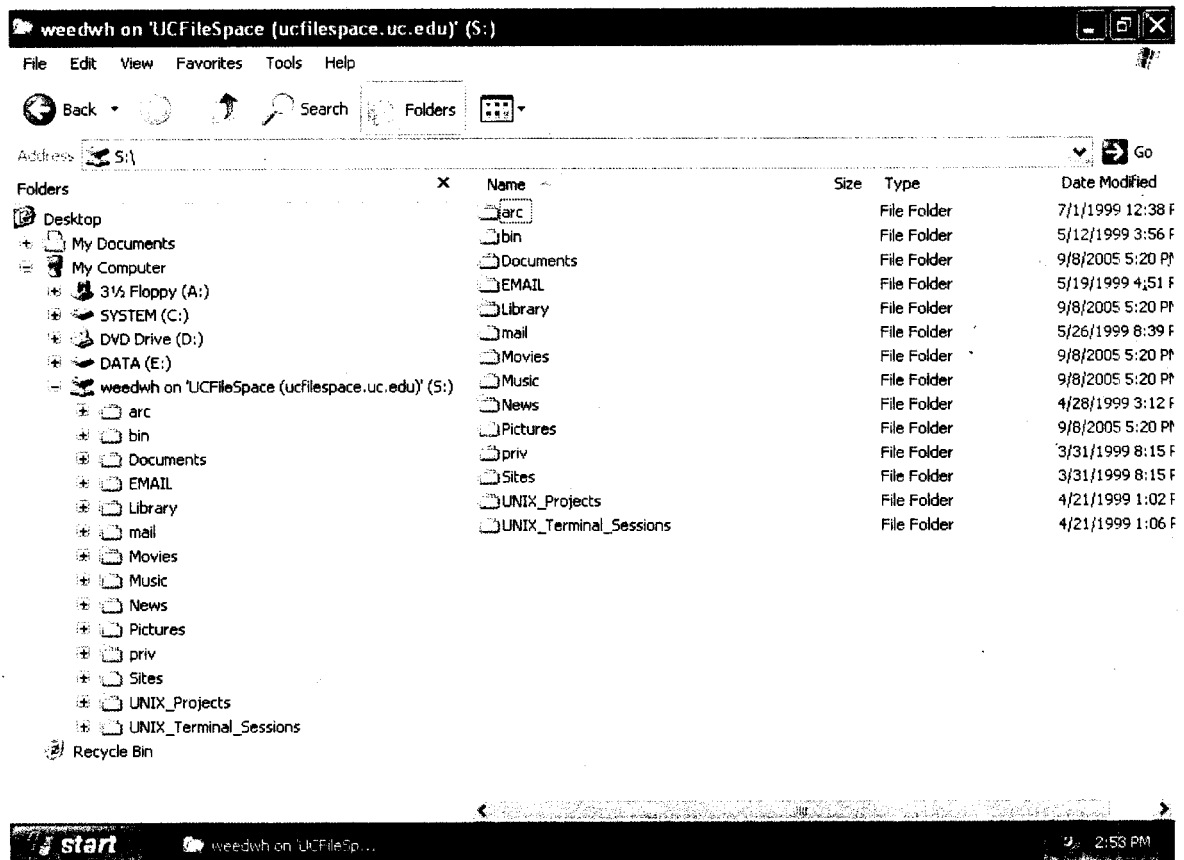 weedwh on 'UCFileSpace (ucfilespace.uc.edu)' (S:)
File Edit View Favorites Tools Help
Back Search Folders
Address S:\ Go
Folders x
Desktop
My Documents
My Computer
3½ Floppy (A:)
SYSTEM (C:)
DVD Drive (D:)
DATA (E:)
weedwh on 'UCFileSpace (ucfilespace.uc.edu)' (S:)
arc
bin
Documents
EMAIL
Library
mail
Movies
Music
News
Pictures
priv
Sites
UNIX_Projects
UNIX_Terminal_Sessions
Recycle Bin
Name Size Type Date Modified
arc File Folder 7/1/1999 12:38 P
bin File Folder 5/12/1999 3:56 P
Documents File Folder 9/8/2005 5:20 PM
EMAIL File Folder 5/19/1999 4:51 P
Library File Folder 9/8/2005 5:20 PM
mail File Folder 5/26/1999 8:39 P
Movies File Folder 9/8/2005 5:20 PM
Music File Folder 9/8/2005 5:20 PM
News File Folder 4/28/1999 3:12 P
Pictures File Folder 9/8/2005 5:20 PM
priv File Folder 3/31/1999 8:15 P
Sites File Folder 3/31/1999 8:15 P
UNIX_Projects File Folder 4/21/1999 1:02 P
UNIX_Terminal_Sessions File Folder 4/21/1999 1:06 P
start weedwh on 'UCFileSp... 2:53 PM